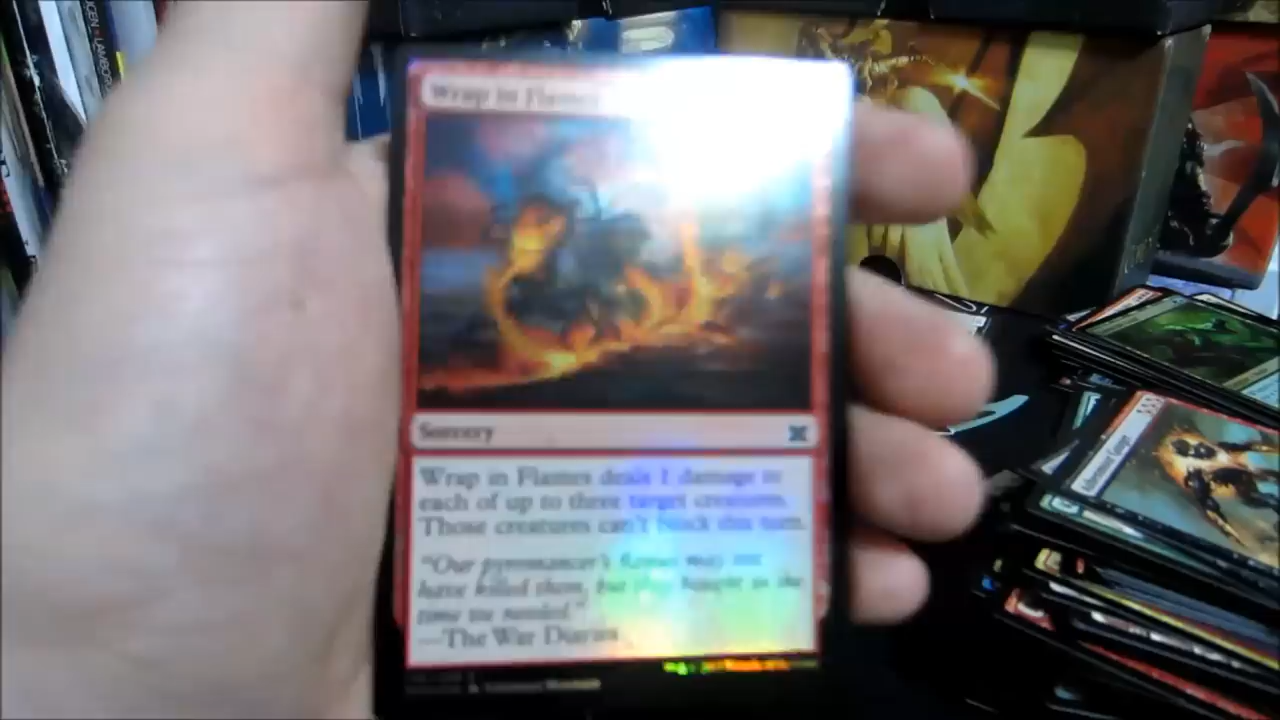 Wrap in Flames
Sorcery
Wrap in Flames deals 1 damage to
each of up to three target creatures.
Those creatures can't block this turn.
"Our pyromancer's flames may not
have killed them, but they bought us the
time we needed."
—The War Diaries